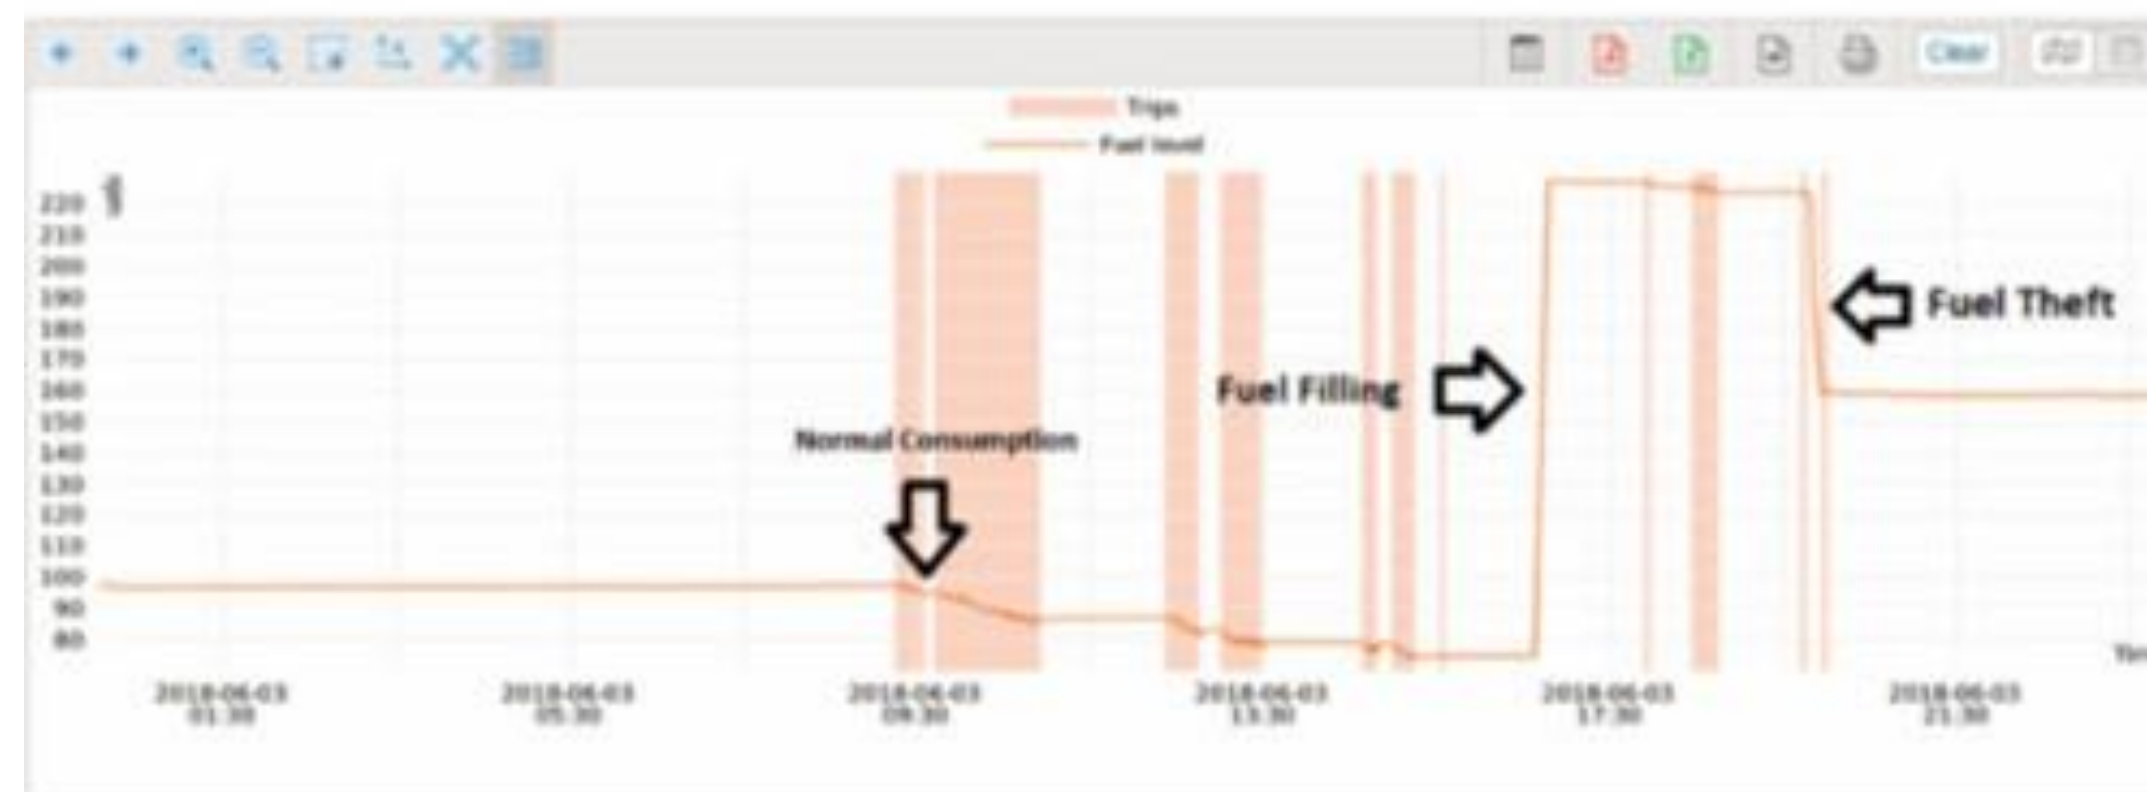 Clear
Trips
Fuel level
220
210
200
190
180
170
160
150
140
130
120
110
100
90
80
Fuel Theft
Fuel Filling
Normal Consumption
2018-06-03 2018-06-03 2018-06-03 2018-06-03 2018-06-03 2018-06-03
01:30 05:30 09:30 13:30 17:30 21:30